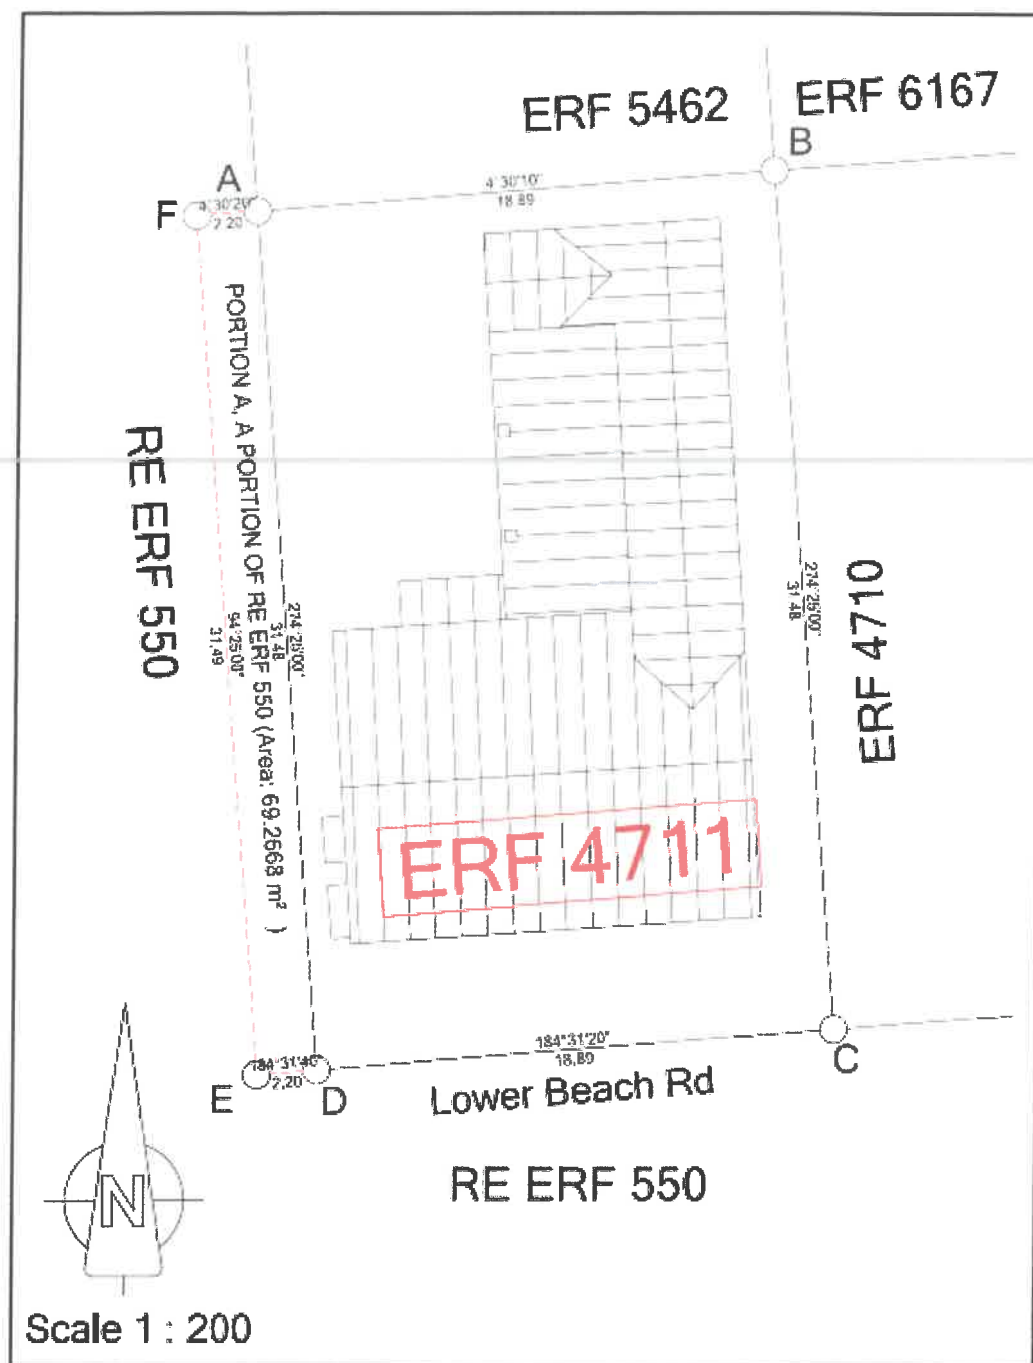 ERF 5462
ERF 6167
B
A
F
4°30'20"
2.20
4°30'10"
18.89
PORTION A, A PORTION OF RE ERF 550 (Area: 69.2568 m² )
RE ERF 550
94°25'00"
31,49
274°25'00"
31.48
274°25'00"
31.48
ERF 4710
ERF 4711
184°31'40"
2,20
184°31'20"
18,89
C
E
D
Lower Beach Rd
RE ERF 550
N
Scale 1 : 200